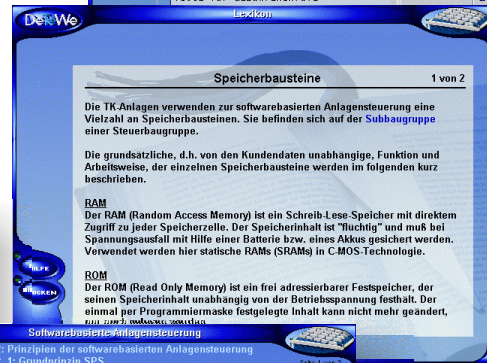 Lexikon
DeTeWe
Speicherbausteine 1 von 2
Die TK-Anlagen verwenden zur softwarebasierten Anlagensteuerung eine
Vielzahl an Speicherbausteinen. Sie befinden sich auf der Subbaugruppe
einer Steuerbaugruppe.
Die grundsätzliche, d.h. von den Kundendaten unabhängige, Funktion und
Arbeitsweise, der einzelnen Speicherbausteine werden im folgenden kurz
beschrieben.
RAM
Der RAM (Random Access Memory) ist ein Schreib-Lese-Speicher mit direktem
Zugriff zu jeder Speicherzelle. Der Speicherinhalt ist "flüchtig" und muß bei
Spannungsausfall mit Hilfe einer Batterie bzw. eines Akkus gesichert werden.
Verwendet werden hier statische RAMs (SRAMs) in C-MOS-Technologie.
ROM
Der ROM (Read Only Memory) ist ein frei adressierbarer Festspeicher, der
seinen Speicherinhalt unabhängig von der Betriebsspannung festhält. Der
einmal per Programmiermaske festgelegte Inhalt kann nicht mehr geändert,
Softwarebasierte Anlagensteuerung
2: Prinzipien der softwarebasierten Anlagensteuerung
1: Grundprinzip SPS